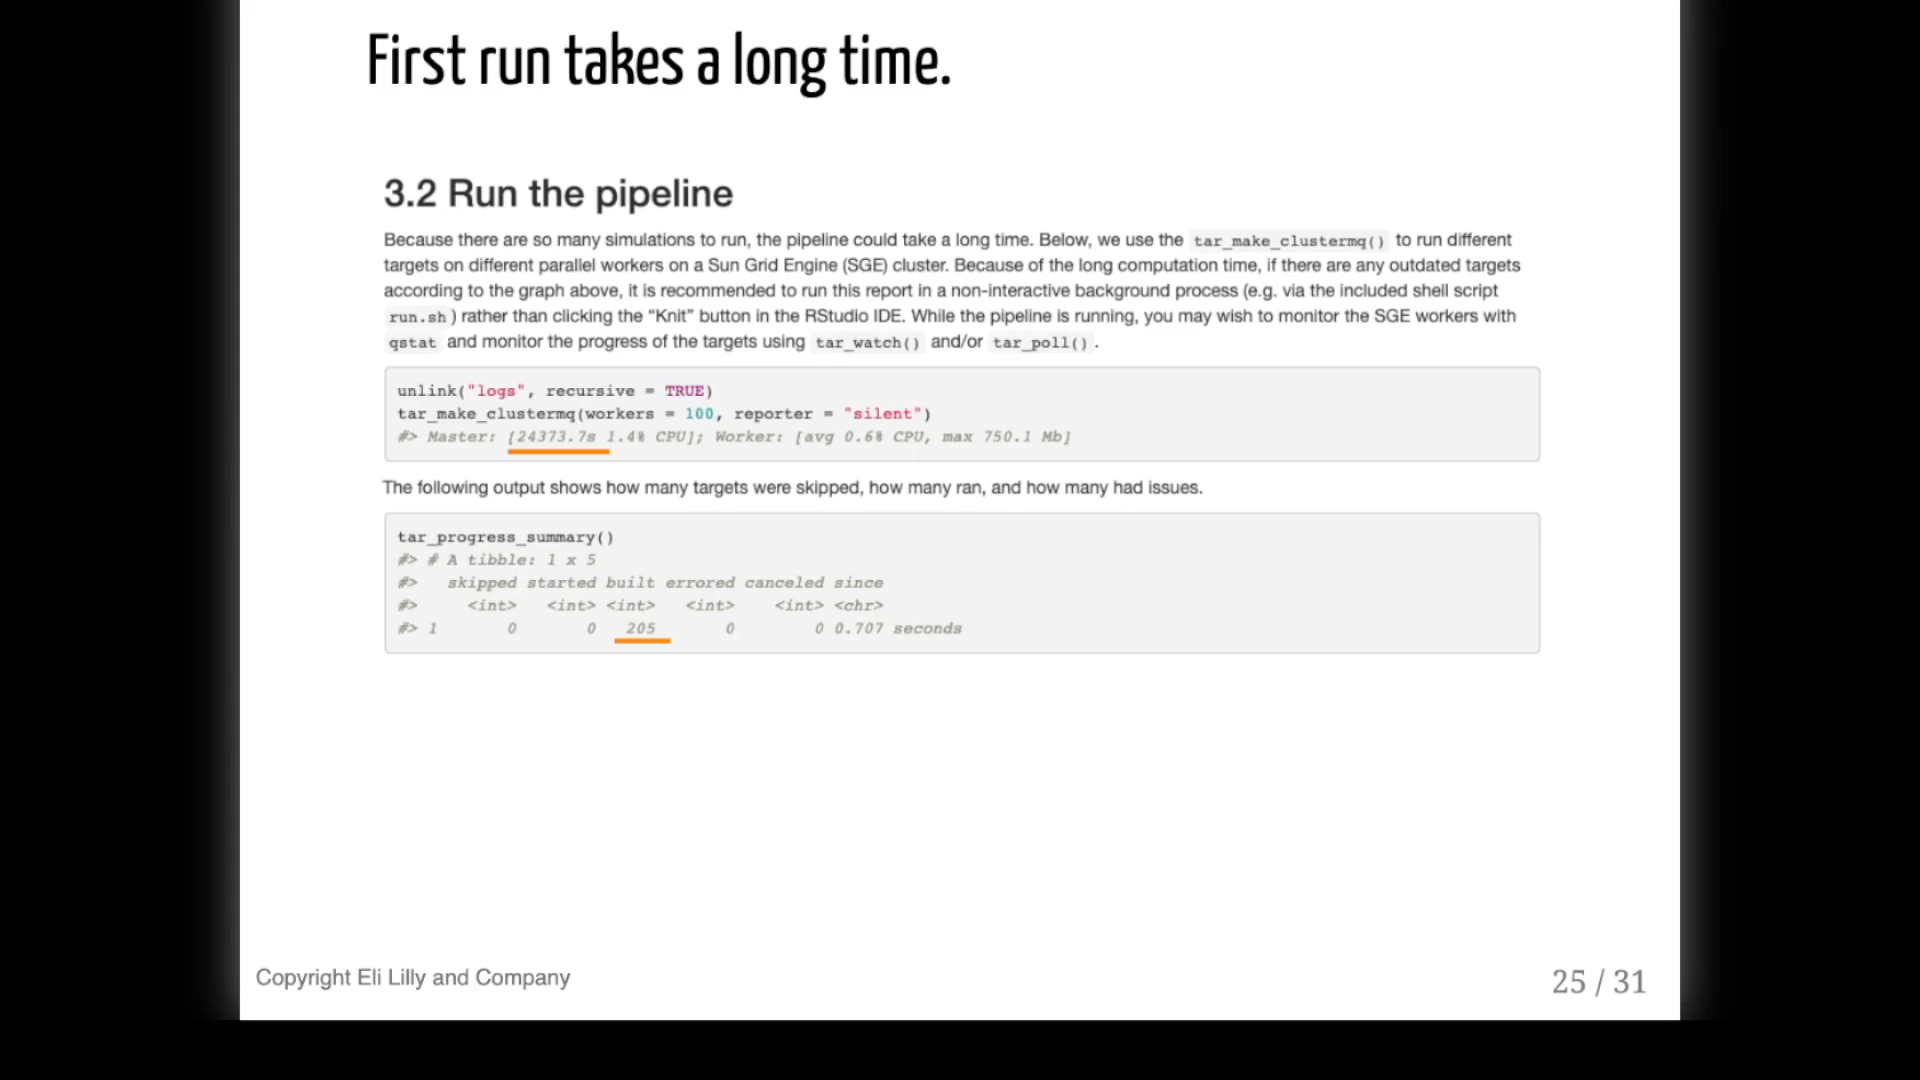 First run takes a long time.
3.2 Run the pipeline
Because there are so many simulations to run, the pipeline could take a long time. Below, we use the tar_make_clustermq() to run different
targets on different parallel workers on a Sun Grid Engine (SGE) cluster. Because of the long computation time, if there are any outdated targets
according to the graph above, it is recommended to run this report in a non-interactive background process (e.g. via the included shell script
run.sh ) rather than clicking the “Knit” button in the RStudio IDE. While the pipeline is running, you may wish to monitor the SGE workers with
qstat and monitor the progress of the targets using tar_watch() and/or tar_poll() .
unlink("logs", recursive = TRUE)
tar_make_clustermq(workers = 100, reporter = "silent")
#> Master: [24373.7s 1.4% CPU]; Worker: [avg 0.6% CPU, max 750.1 Mb]
The following output shows how many targets were skipped, how many ran, and how many had issues.
tar_progress_summary()
#> # A tibble: 1 x 5
#>   skipped started built errored canceled since
#>     <int>   <int> <int>   <int>    <int> <chr>
#> 1       0       0   205       0        0 0.707 seconds
Copyright Eli Lilly and Company
25 / 31